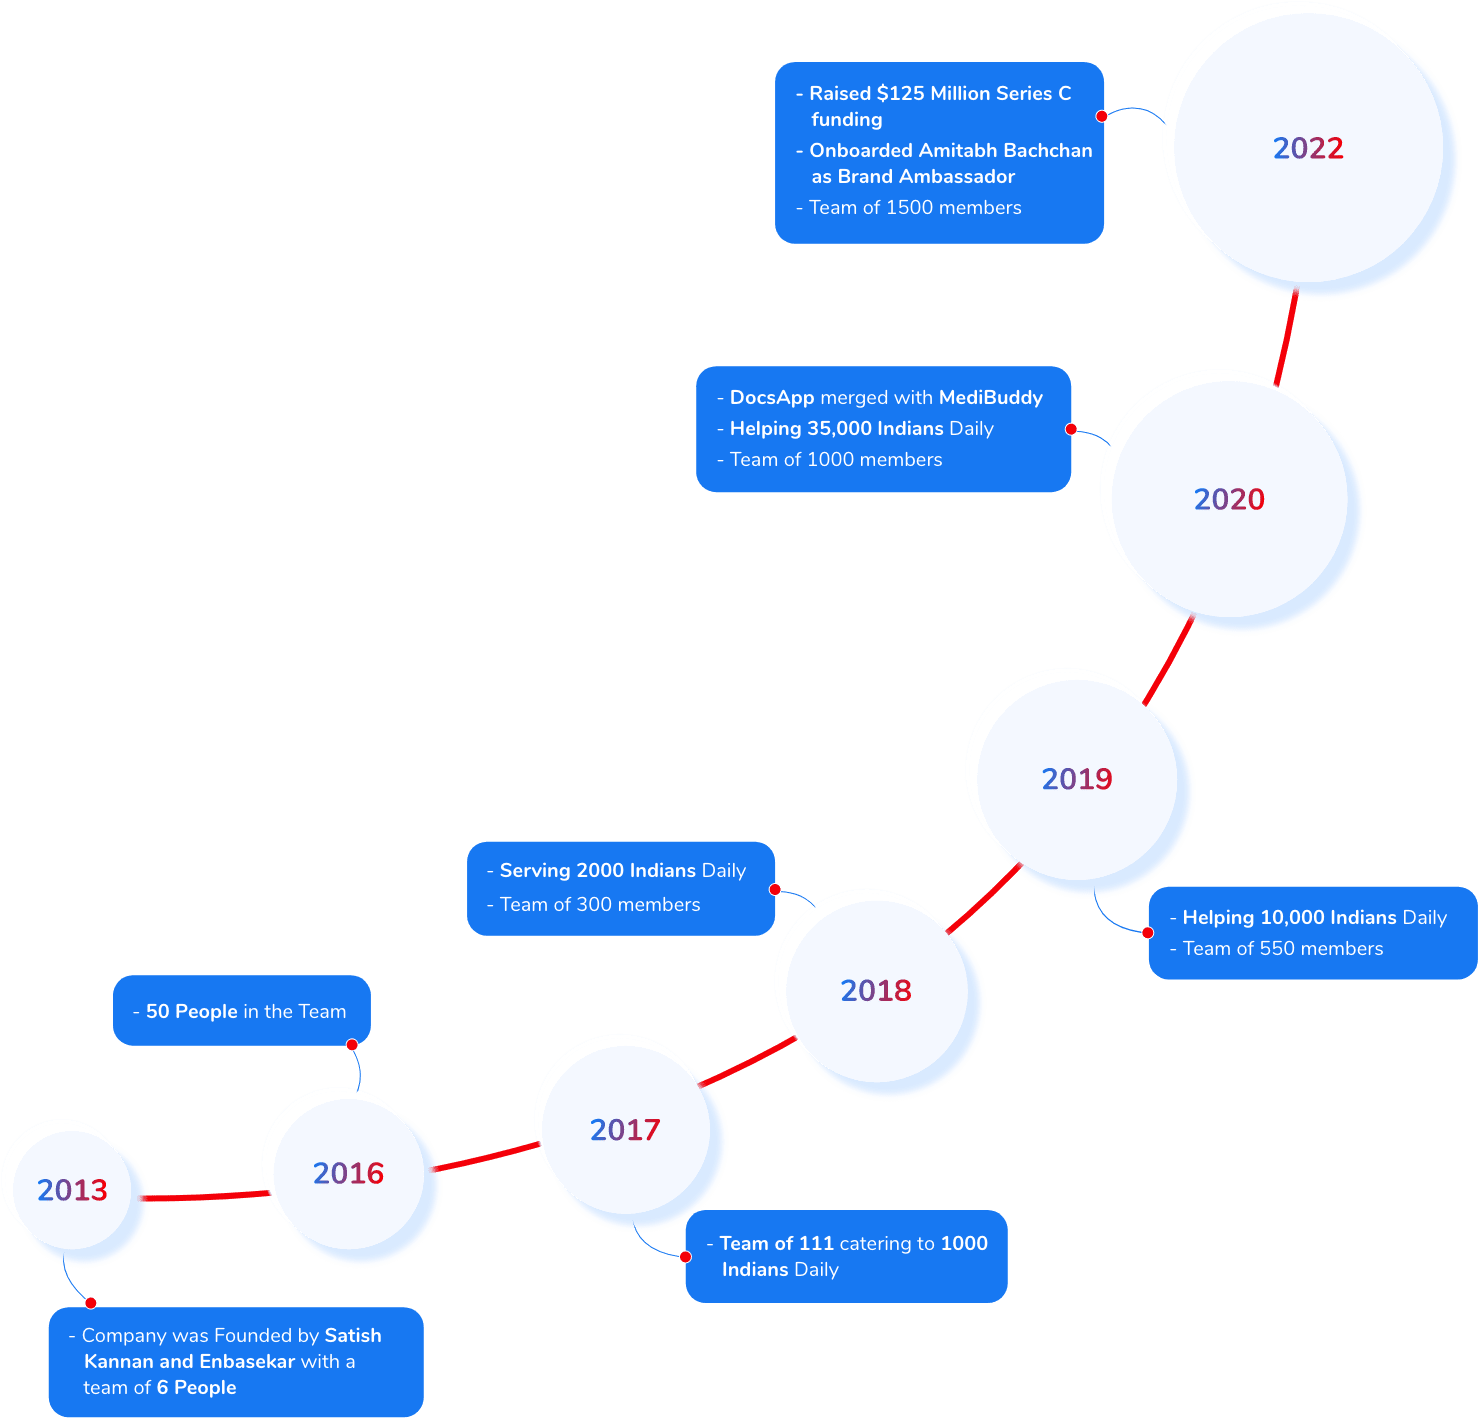 - Raised $125 Million Series C
funding
- Onboarded Amitabh Bachchan
as Brand Ambassador
- Team of 1500 members
2022
- DocsApp merged with MediBuddy
- Helping 35,000 Indians Daily
- Team of 1000 members
2020
2019
- Helping 10,000 Indians Daily
- Team of 550 members
- Serving 2000 Indians Daily
- Team of 300 members
2018
- 50 People in the Team
2016
2017
- Team of 111 catering to 1000
Indians Daily
2013
- Company was Founded by Satish
Kannan and Enbasekar with a
team of 6 People